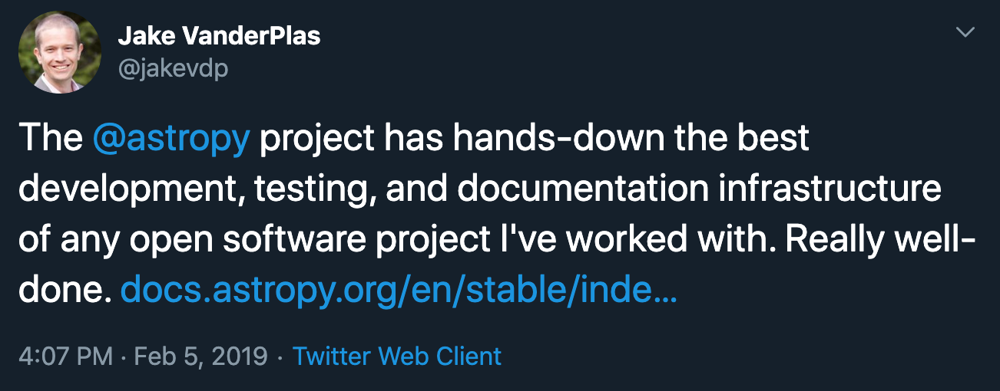 Jake VanderPlas
@jakevdp
The @astropy project has hands-down the best
development, testing, and documentation infrastructure
of any open software project I've worked with. Really well-
done. docs.astropy.org/en/stable/inde…
4:07 PM · Feb 5, 2019 · Twitter Web Client